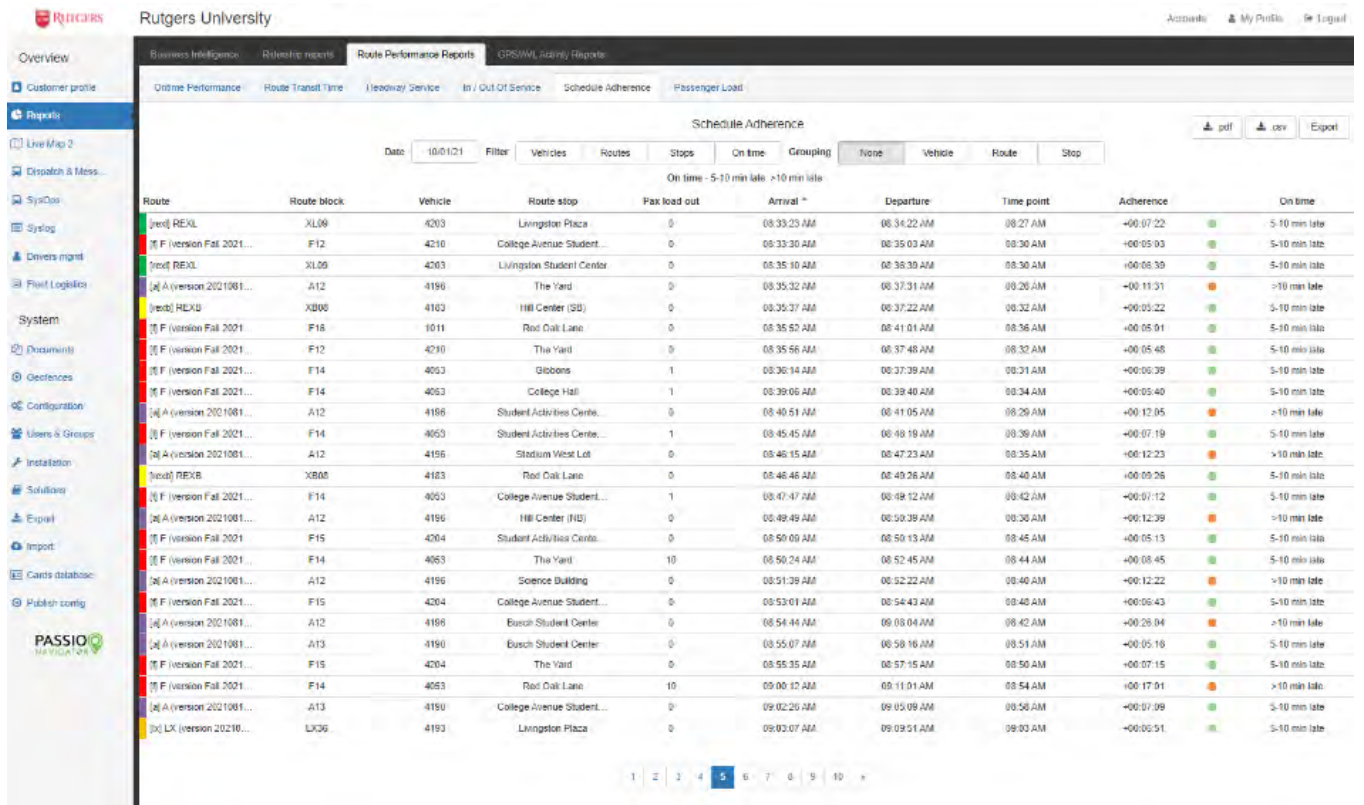 RUTGERS Rutgers University Accounts My Profile Logout
Overview
Business Intelligence Ridership reports Route Performance Reports GPS/AVL Activity Reports
Customer profile
Ontime Performance Route Transit Time Headway Service In / Out Of Service Schedule Adherence Passenger Load
Reports
Schedule Adherence
.pdf .csv Export
Live Map 2
Date 10/01/21 Filter Vehicles Routes Stops On time Grouping None Vehicle Route Stop
Dispatch & Mess...
On time - 5-10 min late >10 min late
SysOps
Syslog
Drivers mgmt
Fleet Logistics
System
Documents
Geofences
Configuration
Users & Groups
Installation
Solutions
Export
Import
Cards database
Publish config
PASSIO
NAVIGATOR
Route Route block Vehicle Route stop Pax load out Arrival Departure Time point Adherence On time
[rexl] REXL XL09 4203 Livingston Plaza 0 08:33:23 AM 08:34:22 AM 08:27 AM +00:07:22 5-10 min late
[f] F (version Fall 2021... F12 4210 College Avenue Student... 0 08:33:30 AM 08:35:03 AM 08:30 AM +00:05:03 5-10 min late
[rexl] REXL XL09 4203 Livingston Student Center 0 08:35:10 AM 08:36:39 AM 08:30 AM +00:06:39 5-10 min late
[a] A (version 2021081... A12 4196 The Yard 0 08:35:32 AM 08:37:31 AM 08:26 AM +00:11:31 >10 min late
[rexb] REXB XB08 4183 Hill Center (SB) 0 08:35:37 AM 08:37:22 AM 08:32 AM +00:05:22 5-10 min late
[f] F (version Fall 2021... F16 1011 Red Oak Lane 0 08:35:52 AM 08:41:01 AM 08:36 AM +00:05:01 5-10 min late
[f] F (version Fall 2021... F12 4210 The Yard 0 08:35:56 AM 08:37:48 AM 08:32 AM +00:05:48 5-10 min late
[f] F (version Fall 2021... F14 4053 Gibbons 1 08:36:14 AM 08:37:39 AM 08:31 AM +00:06:39 5-10 min late
[f] F (version Fall 2021... F14 4053 College Hall 1 08:39:06 AM 08:39:40 AM 08:34 AM +00:05:40 5-10 min late
[a] A (version 2021081... A12 4196 Student Activities Cente... 0 08:40:51 AM 08:41:05 AM 08:29 AM +00:12:05 >10 min late
[f] F (version Fall 2021... F14 4053 Student Activities Cente... 1 08:45:45 AM 08:46:19 AM 08:39 AM +00:07:19 5-10 min late
[a] A (version 2021081... A12 4196 Stadium West Lot 0 08:46:15 AM 08:47:23 AM 08:35 AM +00:12:23 >10 min late
[rexb] REXB XB08 4183 Red Oak Lane 0 08:46:46 AM 08:49:26 AM 08:40 AM +00:09:26 5-10 min late
[f] F (version Fall 2021... F14 4053 College Avenue Student... 1 08:47:47 AM 08:49:12 AM 08:42 AM +00:07:12 5-10 min late
[a] A (version 2021081... A12 4196 Hill Center (NB) 0 08:49:49 AM 08:50:39 AM 08:38 AM +00:12:39 >10 min late
[f] F (version Fall 2021... F15 4204 Student Activities Cente... 0 08:50:09 AM 08:50:13 AM 08:45 AM +00:05:13 5-10 min late
[f] F (version Fall 2021... F14 4053 The Yard 10 08:50:24 AM 08:52:45 AM 08:44 AM +00:08:45 5-10 min late
[a] A (version 2021081... A12 4196 Science Building 0 08:51:39 AM 08:52:22 AM 08:40 AM +00:12:22 >10 min late
[f] F (version Fall 2021... F15 4204 College Avenue Student... 0 08:53:01 AM 08:54:43 AM 08:48 AM +00:06:43 5-10 min late
[a] A (version 2021081... A12 4196 Busch Student Center 0 08:54:44 AM 09:08:04 AM 08:42 AM +00:26:04 >10 min late
[a] A (version 2021081... A13 4190 Busch Student Center 0 08:55:07 AM 08:56:16 AM 08:51 AM +00:05:16 5-10 min late
[f] F (version Fall 2021... F15 4204 The Yard 0 08:55:35 AM 08:57:15 AM 08:50 AM +00:07:15 5-10 min late
[f] F (version Fall 2021... F14 4053 Red Oak Lane 10 09:00:12 AM 09:11:01 AM 08:54 AM +00:17:01 >10 min late
[a] A (version 2021081... A13 4190 College Avenue Student... 0 09:02:26 AM 09:05:09 AM 08:58 AM +00:07:09 5-10 min late
[lx] LX (version 20210... LX36 4193 Livingston Plaza 0 09:03:07 AM 09:09:51 AM 09:03 AM +00:06:51 5-10 min late
1 2 3 4 5 6 7 8 9 10 »